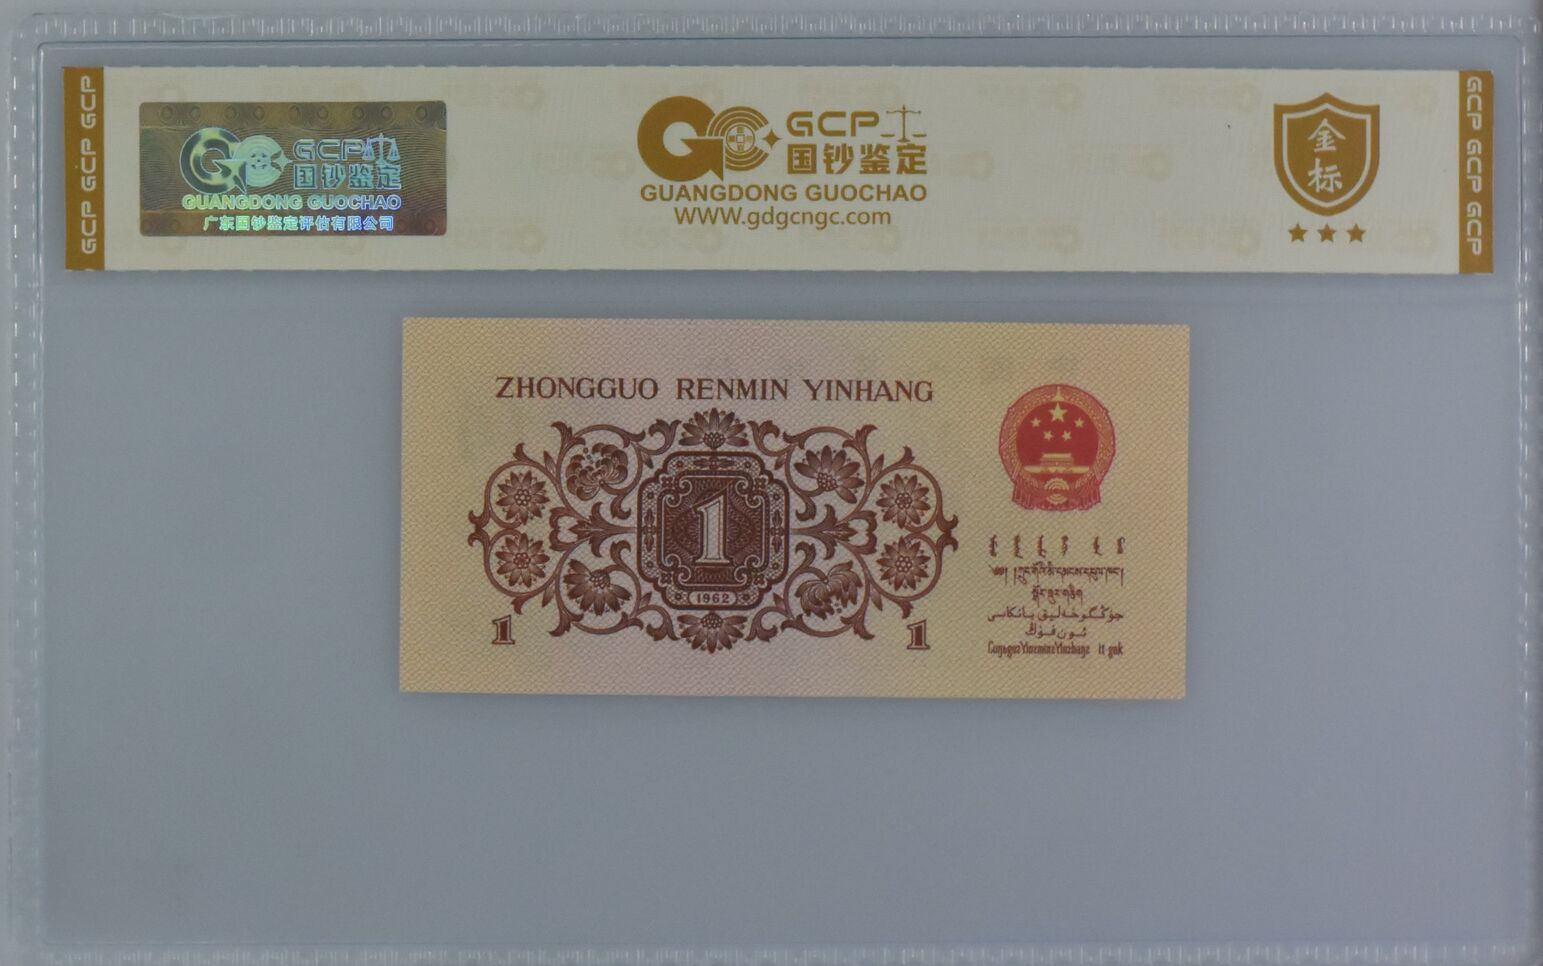 GCP GCP GCP
GCP 国钞鉴定
GUANGDONG GUOCHAO
广东国钞鉴定评估有限公司
GCP
国钞鉴定
GUANGDONG GUOCHAO
WWW.gdgcngc.com
金标
GCP GCP GCP
ZHONGGUO RENMIN YINHANG
1
1962
1
1